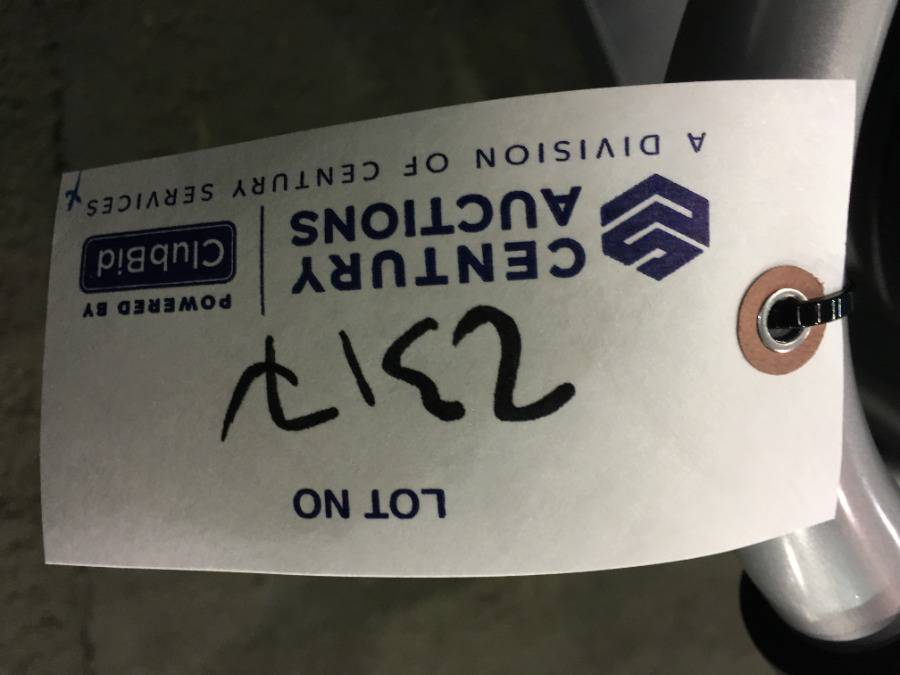 LOT NO
2317
CENTURY
AUCTIONS
POWERED BY
ClubBid
A DIVISION OF CENTURY SERVICES